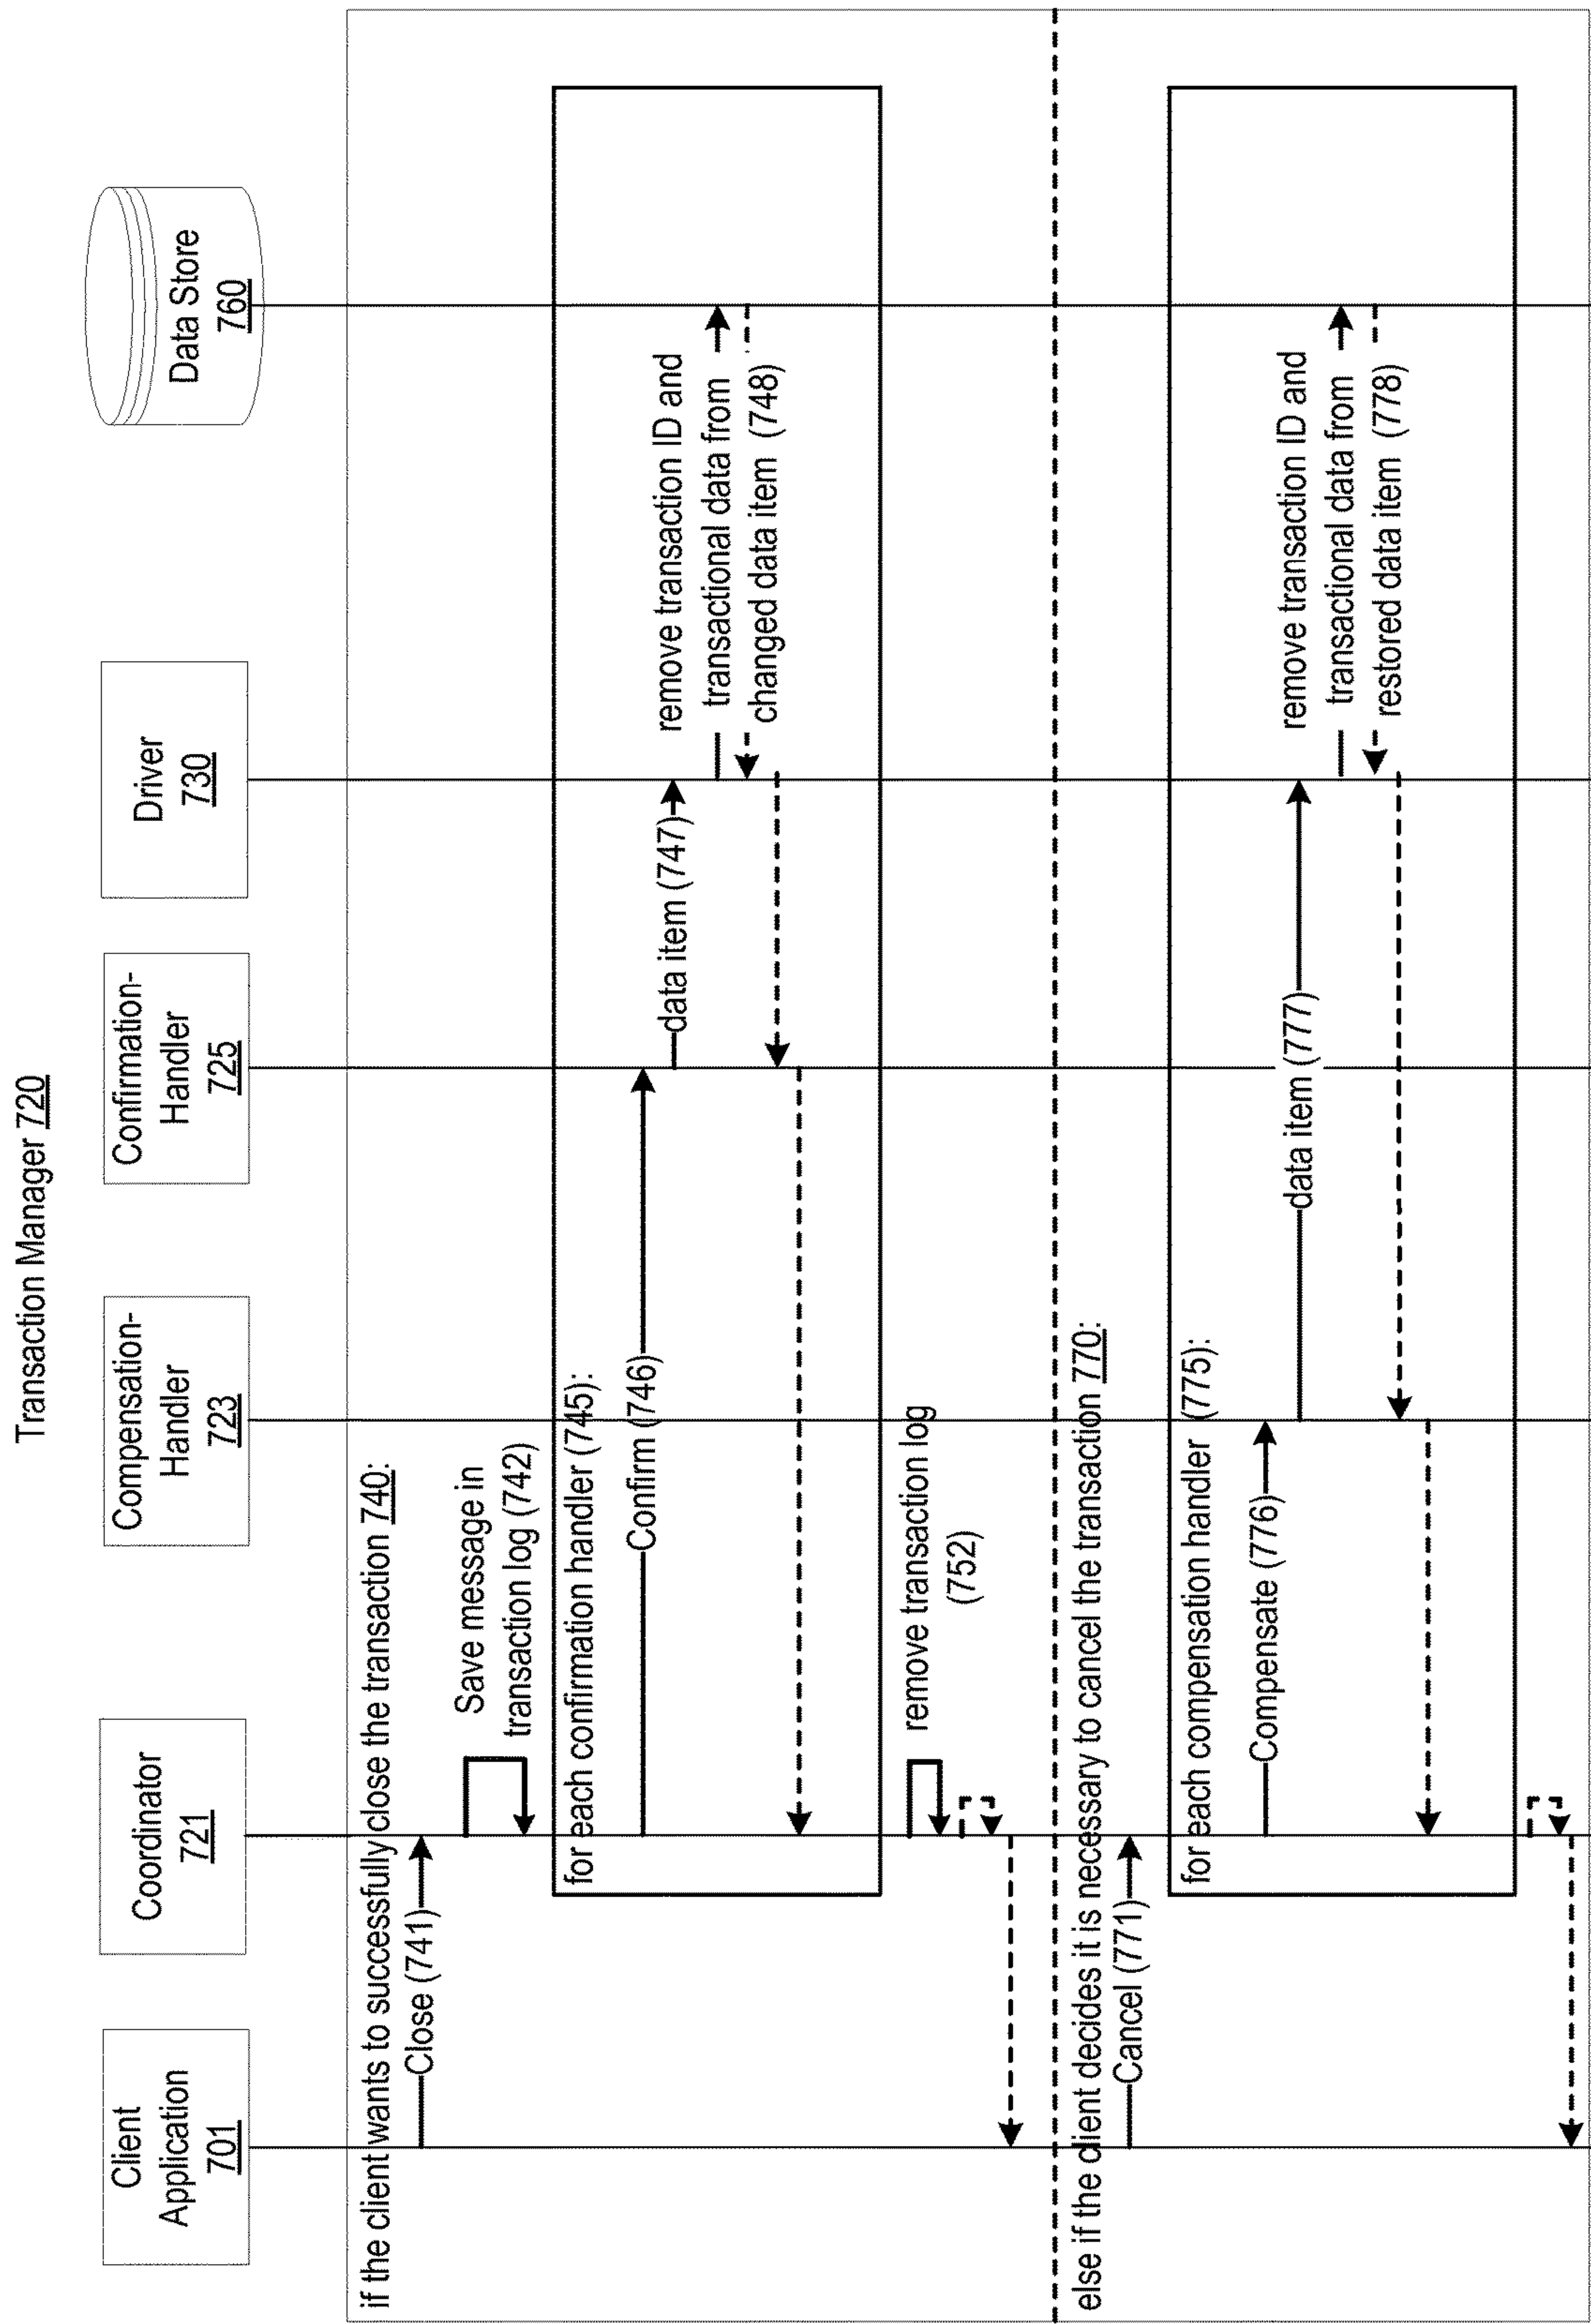 Transaction Manager 720
Client
Application
701
Coordinator
721
Compensation-
Handler
723
Confirmation-
Handler
725
Driver
730
Data Store
760
if the client wants to successfully close the transaction 740:
Close (741)
Save message in
transaction log (742)
for each confirmation handler (745):
Confirm (746)
data item (747)
remove transaction ID and
transactional data from
changed data item (748)
remove transaction log
(752)
else if the client decides it is necessary to cancel the transaction 770:
Cancel (771)
for each compensation handler (775):
Compensate (776)
data item (777)
remove transaction ID and
transactional data from
restored data item (778)